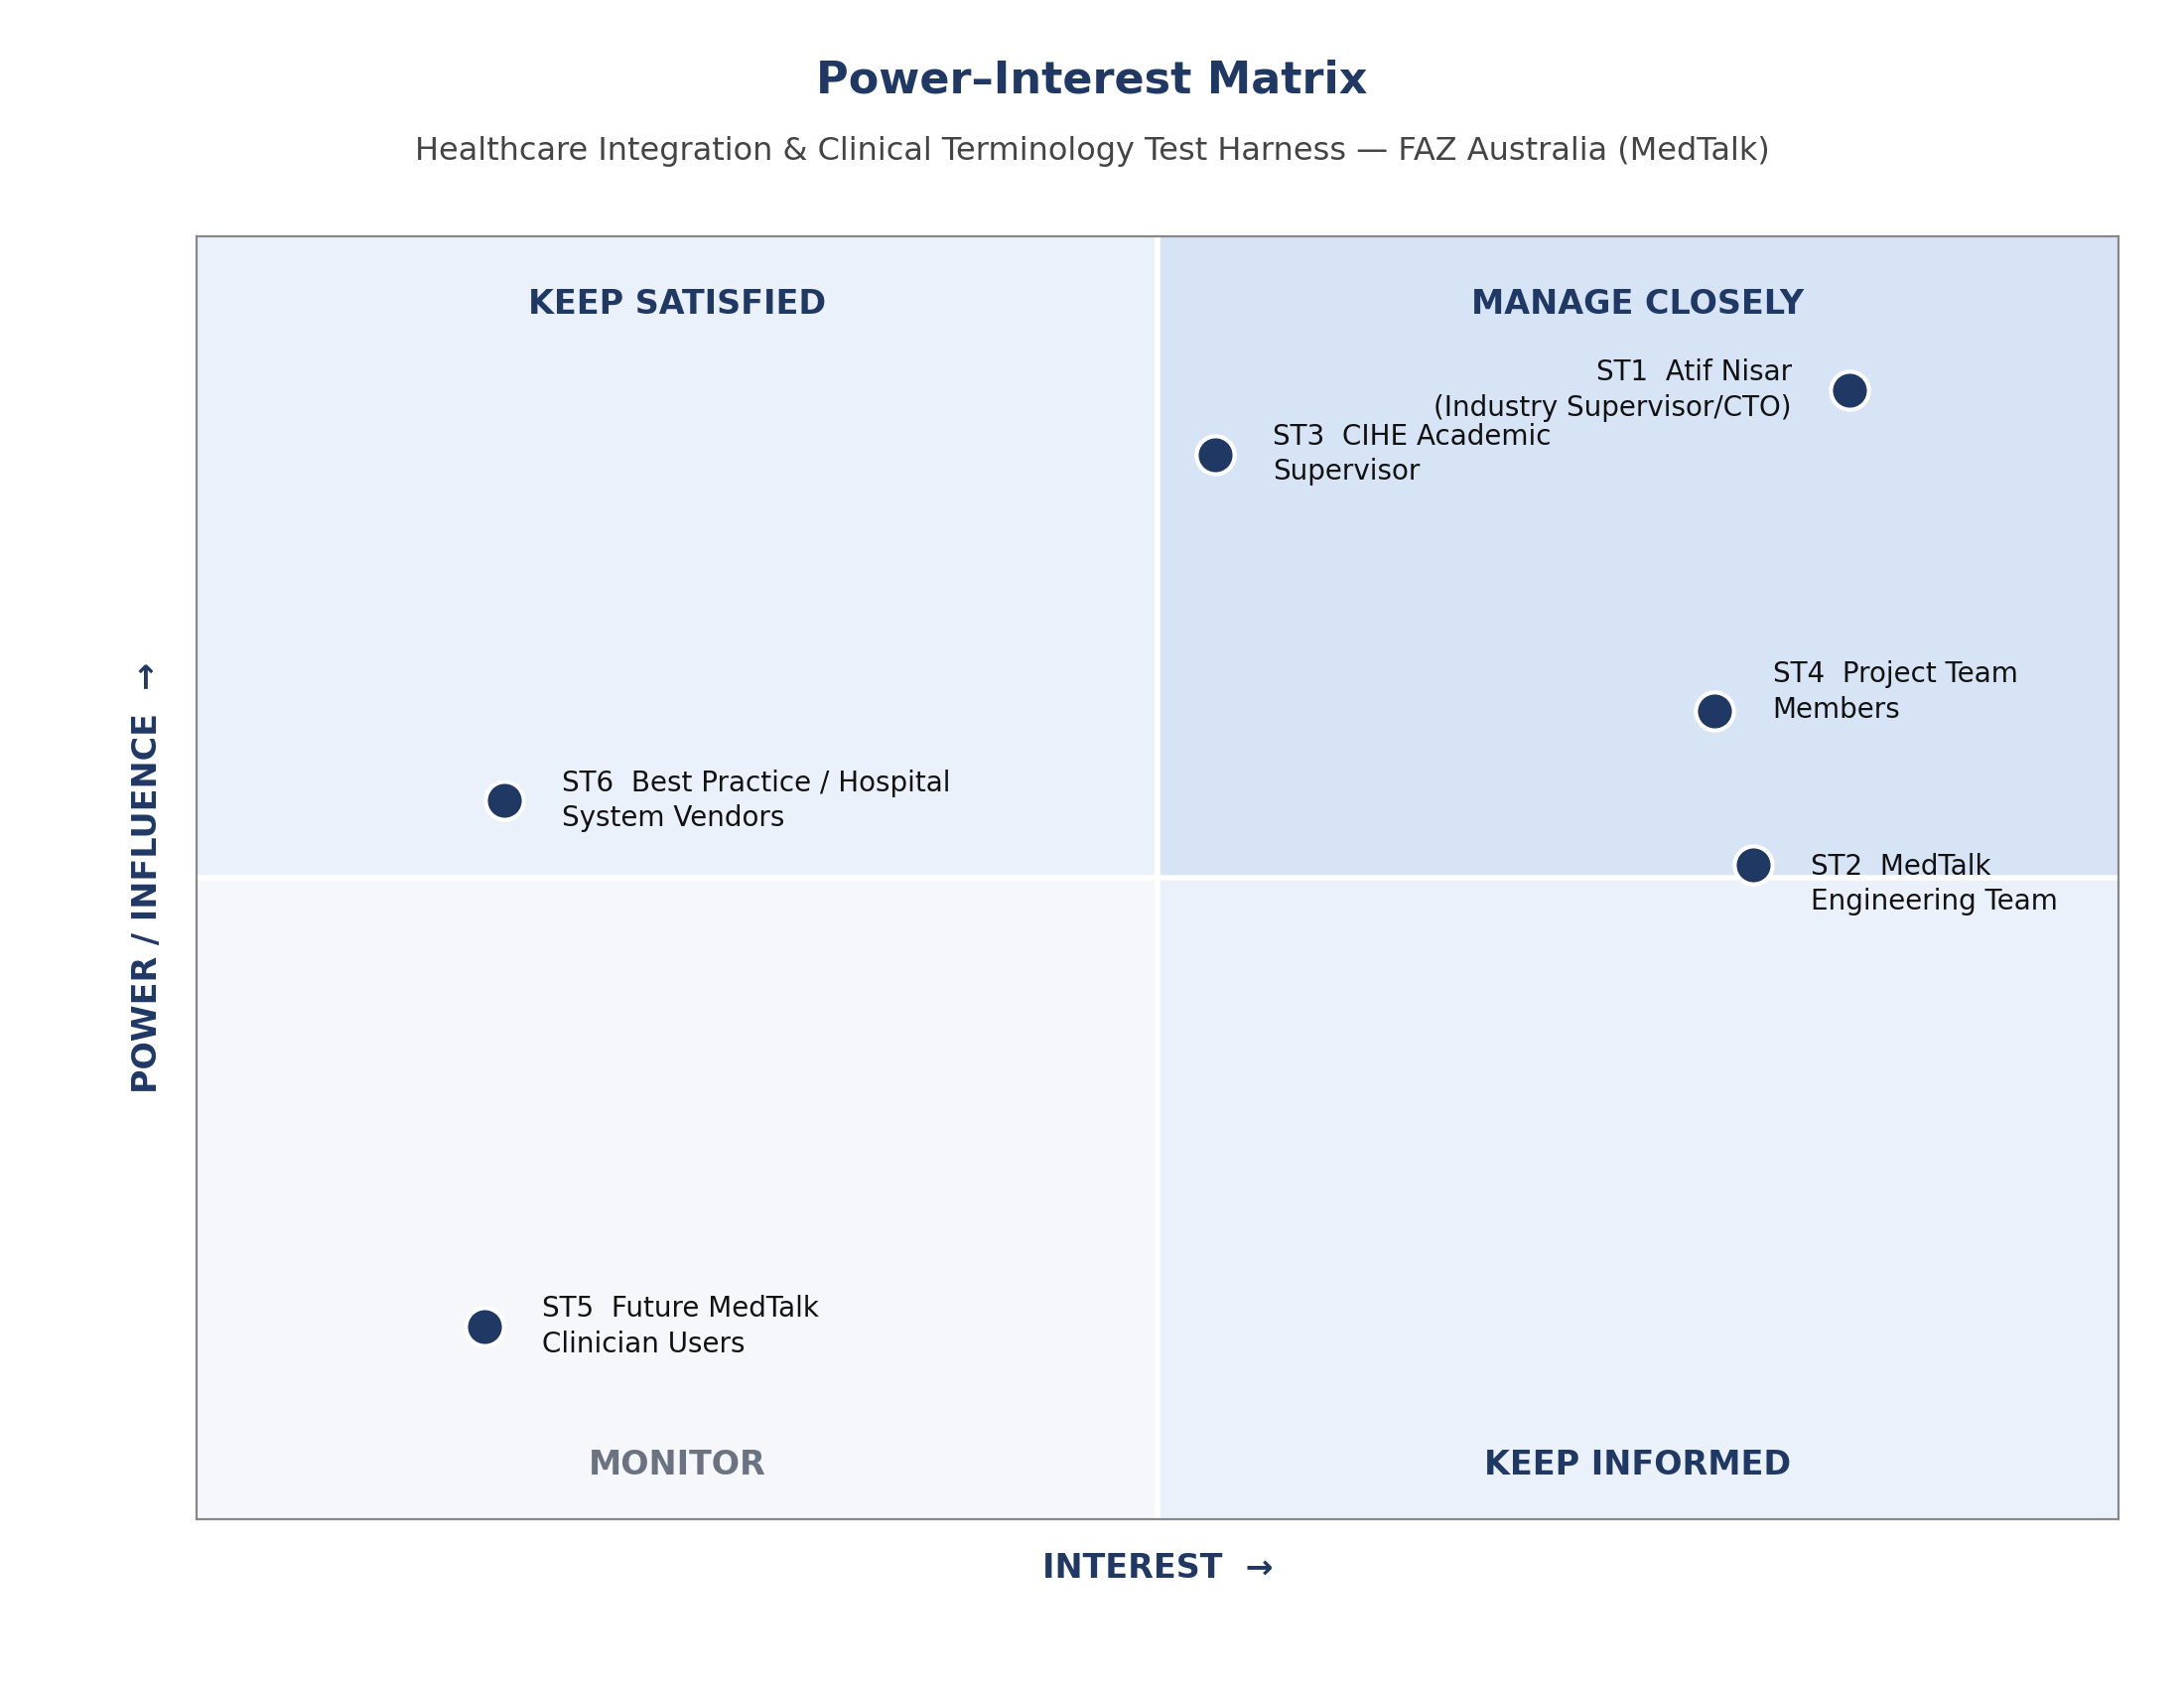 Power–Interest Matrix
Healthcare Integration & Clinical Terminology Test Harness — FAZ Australia (MedTalk)
KEEP SATISFIED
MANAGE CLOSELY
ST1  Atif Nisar
(Industry Supervisor/CTO)
ST3  CIHE Academic
Supervisor
ST4  Project Team
Members
ST6  Best Practice / Hospital
System Vendors
ST2  MedTalk
Engineering Team
POWER / INFLUENCE →
ST5  Future MedTalk
Clinician Users
MONITOR
KEEP INFORMED
INTEREST →